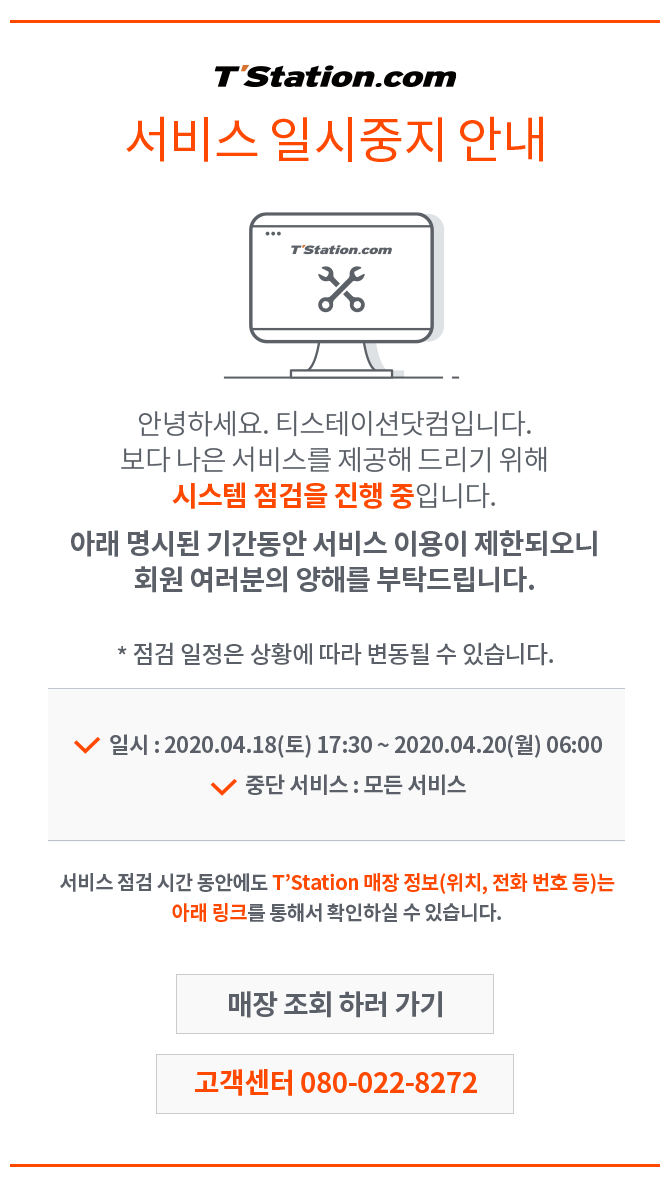 T'Station.com
서비스 일시중지 안내
T'Station.com
안녕하세요. 티스테이션닷컴입니다.
보다 나은 서비스를 제공해 드리기 위해
시스템 점검을 진행 중입니다.
아래 명시된 기간동안 서비스 이용이 제한되오니
회원 여러분의 양해를 부탁드립니다.
* 점검 일정은 상황에 따라 변동될 수 있습니다.
일시 : 2020.04.18(토) 17:30 ~ 2020.04.20(월) 06:00
중단 서비스 : 모든 서비스
서비스 점검 시간 동안에도 T’Station 매장 정보(위치, 전화 번호 등)는
아래 링크를 통해서 확인하실 수 있습니다.
매장 조회 하러 가기
고객센터 080-022-8272